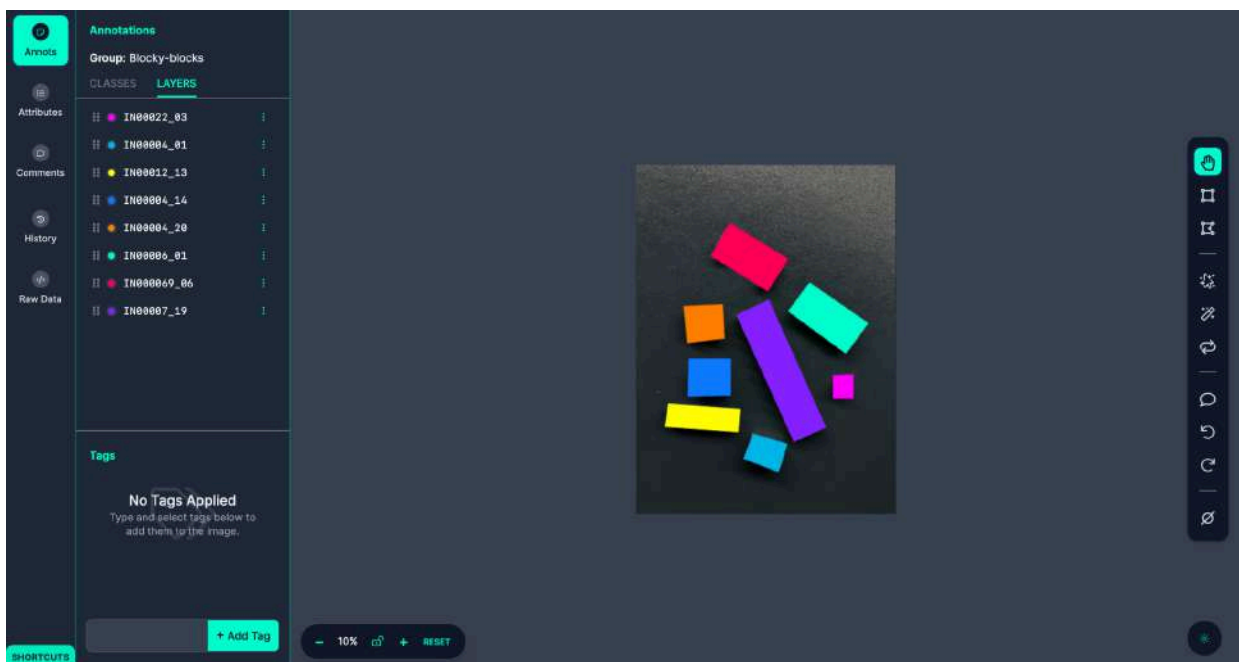 Annots
Attributes
Comments
History
Raw Data
SHORTCUTS
Annotations
Group: Blocky-blocks
CLASSES LAYERS
IN00022_03
IN00004_01
IN00012_13
IN00004_14
IN00004_20
IN00006_01
IN000069_06
IN00007_19
Tags
No Tags Applied
Type and select tags below to
add them to the image.
+ Add Tag
− 10% + RESET